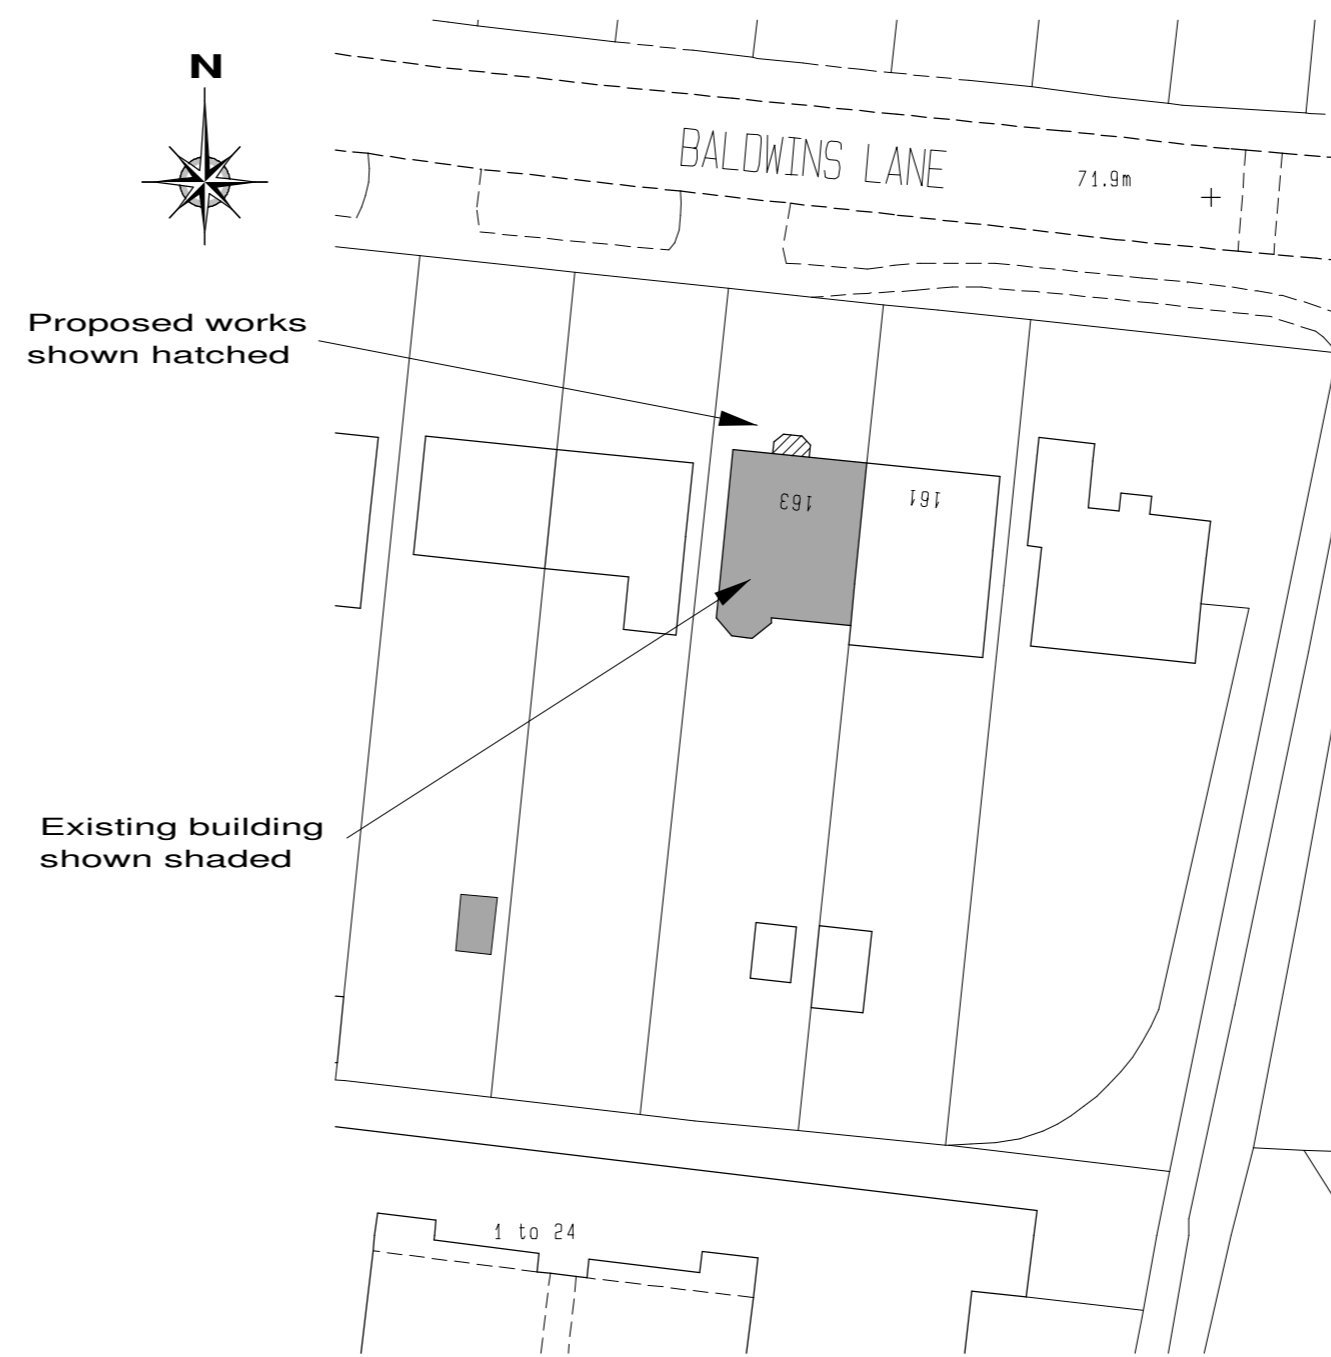 N
BALDWINS LANE
71.9m
Proposed works
shown hatched
163
161
Existing building
shown shaded
1 to 24